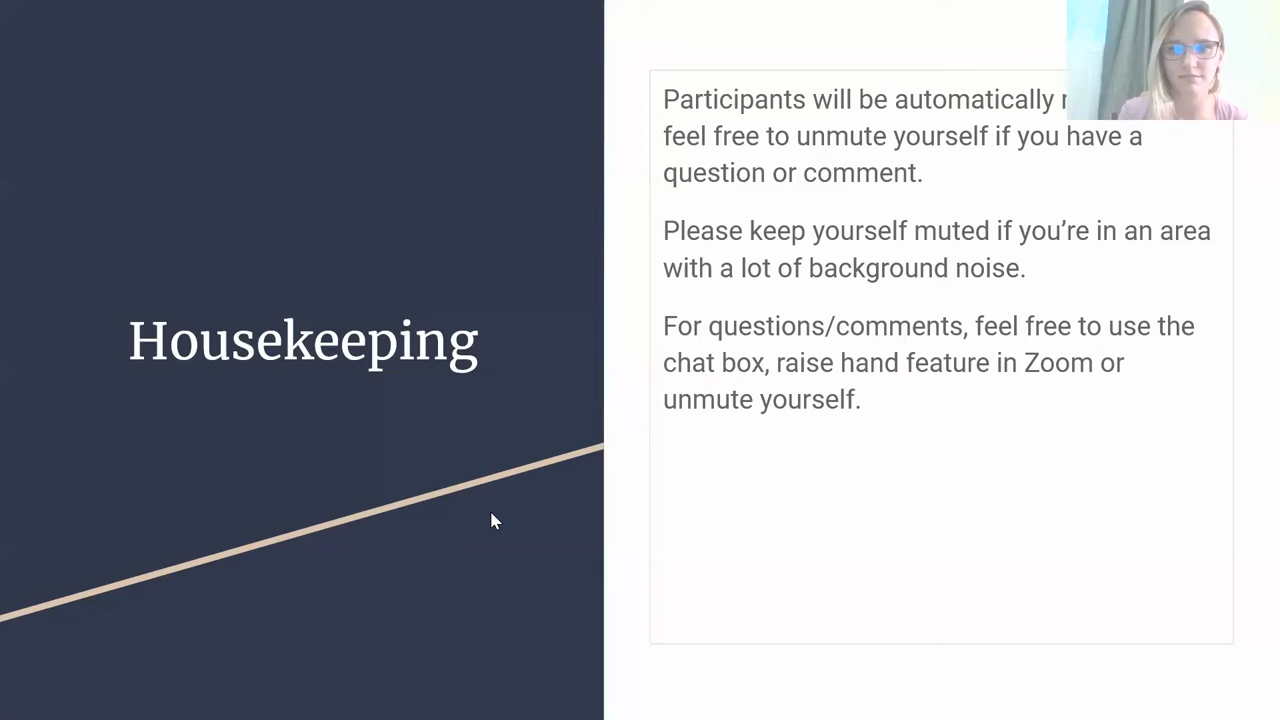 Housekeeping
Participants will be automatically
feel free to unmute yourself if you have a
question or comment.
Please keep yourself muted if you're in an area
with a lot of background noise.
For questions/comments, feel free to use the
chat box, raise hand feature in Zoom or
unmute yourself.